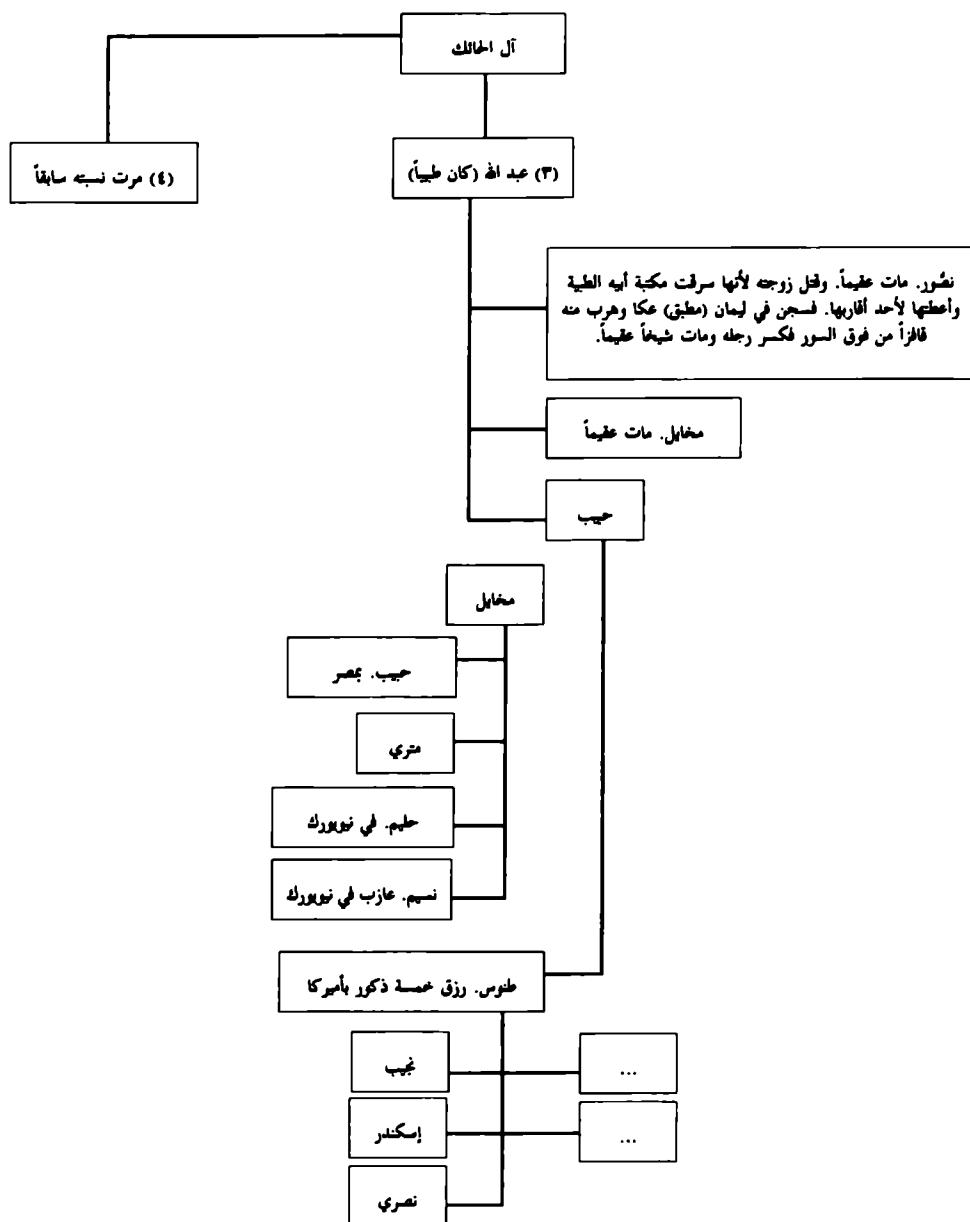 آل الحائك
(٣) عبد الله (كان طبيباً)
(٤) مرت نسبته سابقاً
نصُّور. مات عقيماً. وقتل زوجته لأنها سرقت مكتبة أبيه الطبية
وأعطتها لأحد أقاربها. فسجن في ليمان (مطبق) عكا وهرب منه
قافزاً من فوق السور فكسر رجله ومات شيخاً عقيماً.
مخايل. مات عقيماً
حبيب
مخايل
حبيب. بمصر
متري
حليم. في نيويورك
نسيم. عازب في نيويورك
طنوس. رزق خمسة ذكور بأميركا
نجيب
...
إسكندر
...
نصري